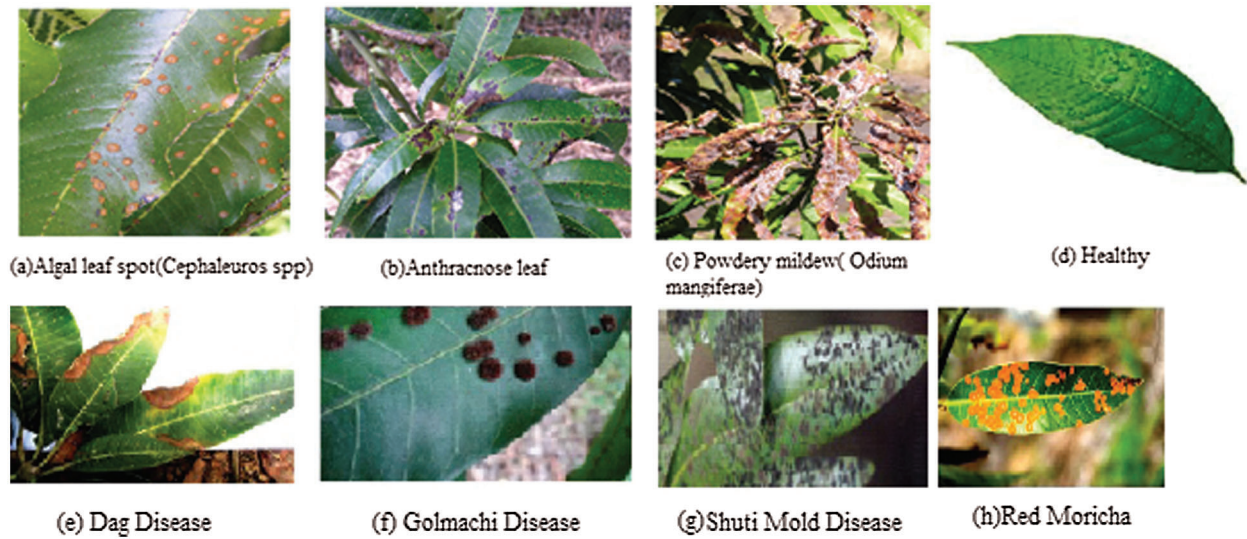 (a)Algal leaf spot(Cephaleuros spp)
(b)Anthracnose leaf
(c) Powdery mildew( Odium
mangiferae)
(d) Healthy
(e) Dag Disease
(f) Golmachi Disease
(g)Shuti Mold Disease
(h)Red Moricha